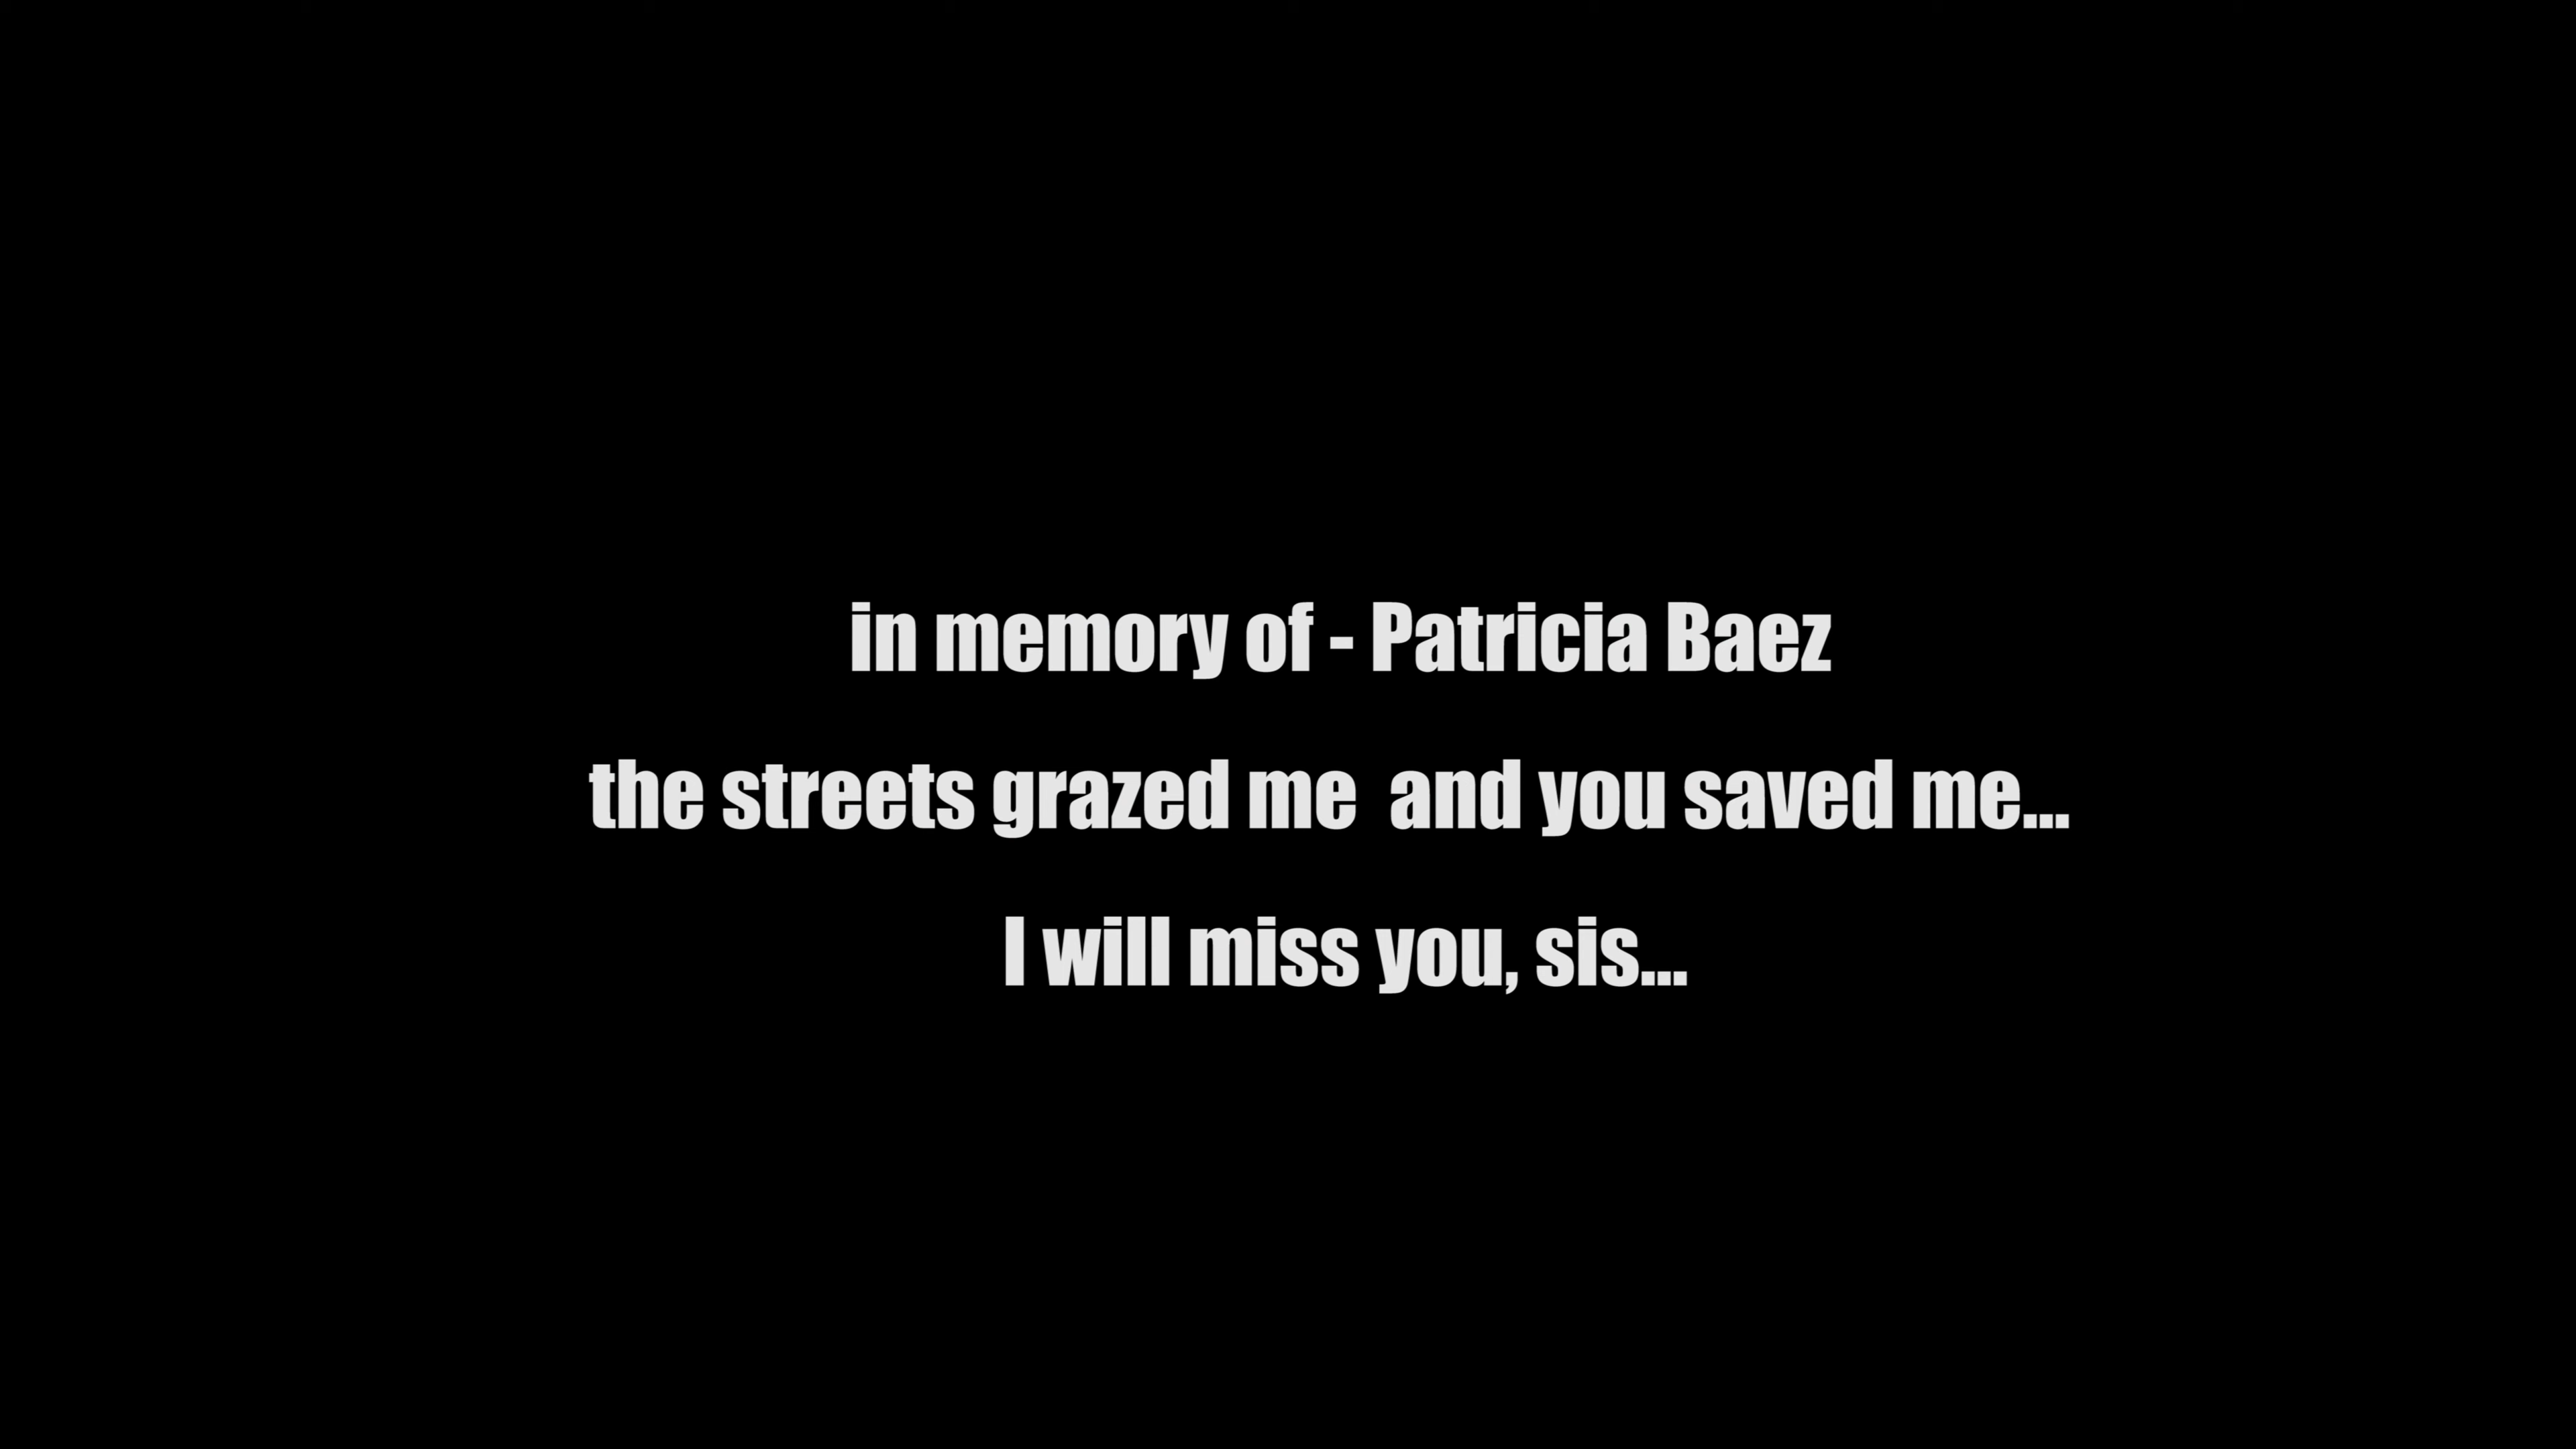 in memory of - Patricia Baez
the streets grazed me  and you saved me...
I will miss you, sis...